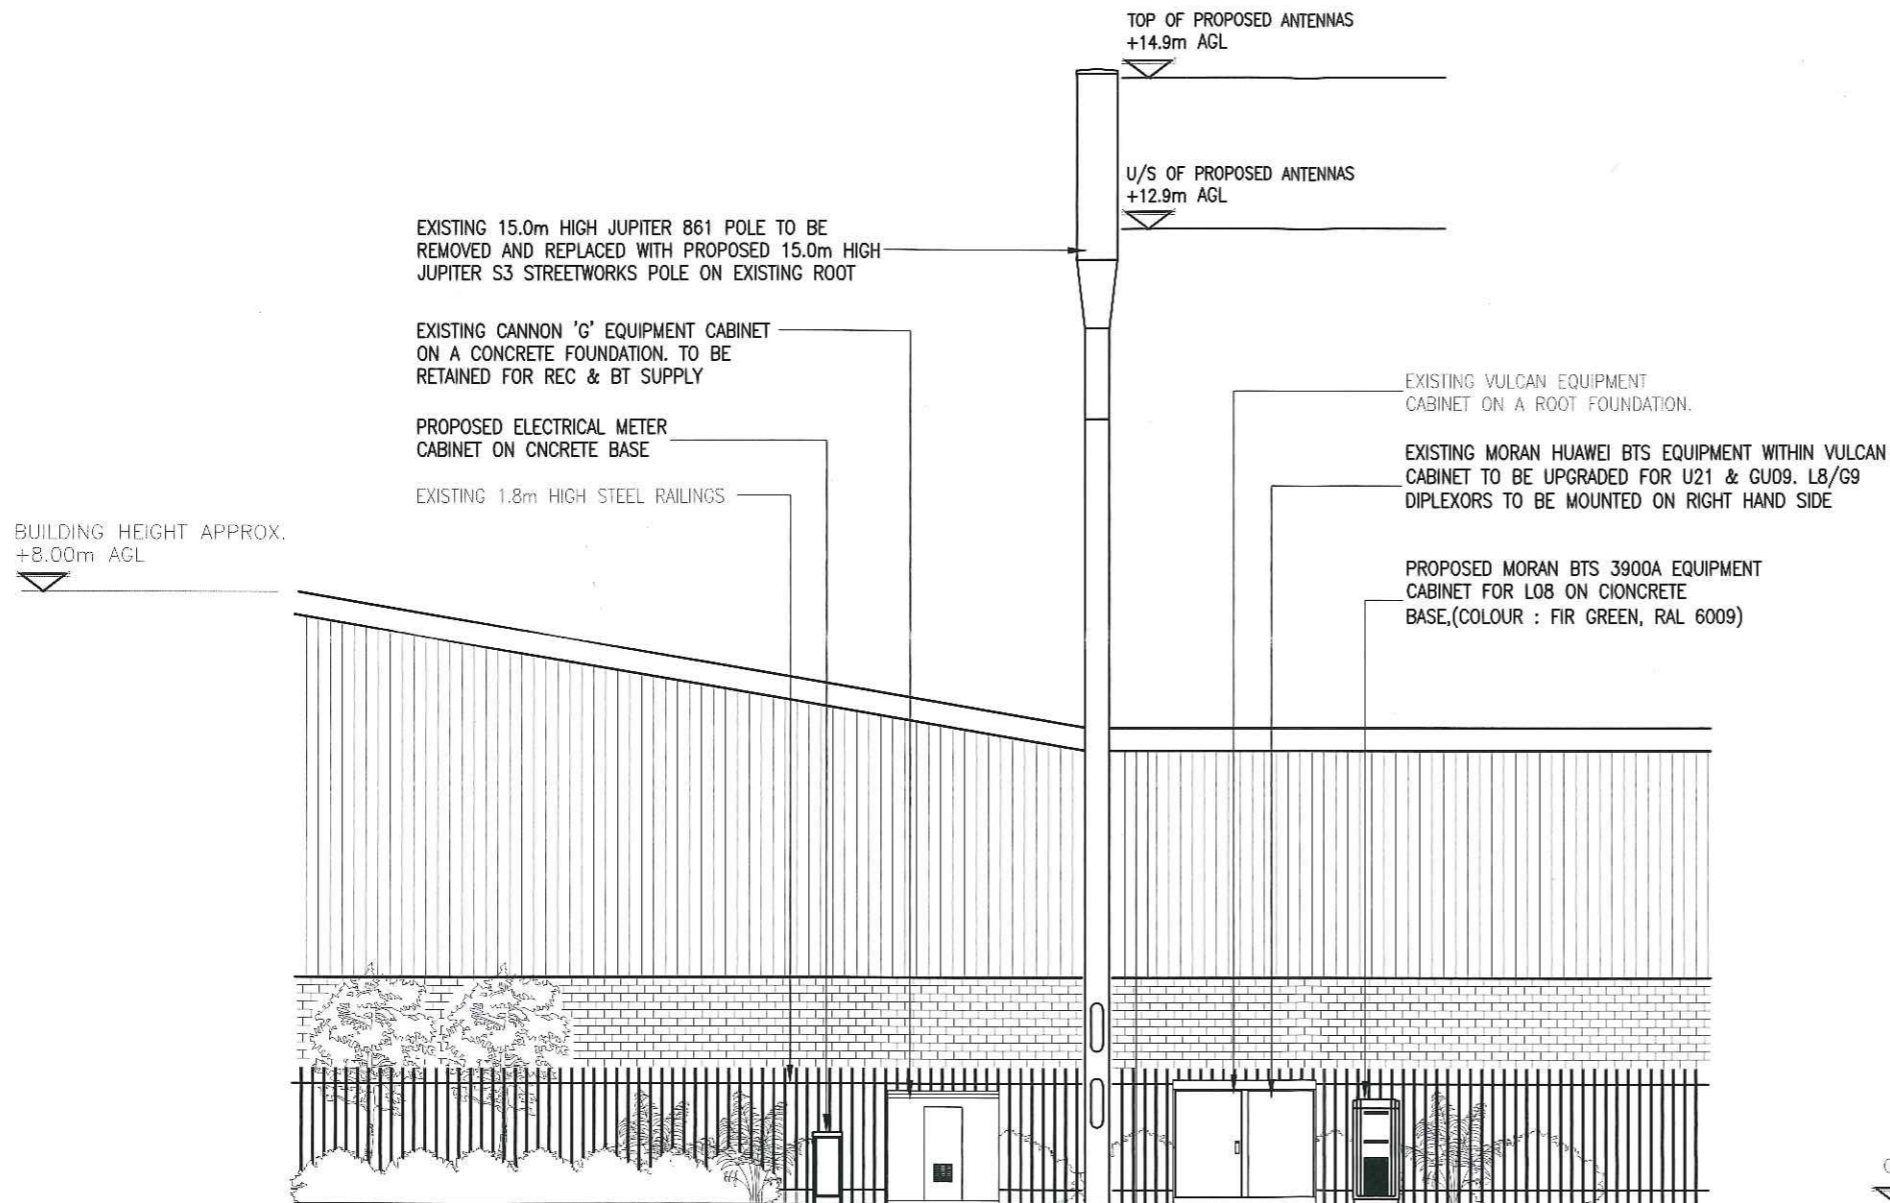 TOP OF PROPOSED ANTENNAS
+14.9m AGL
U/S OF PROPOSED ANTENNAS
+12.9m AGL
EXISTING 15.0m HIGH JUPITER 861 POLE TO BE
REMOVED AND REPLACED WITH PROPOSED 15.0m HIGH
JUPITER S3 STREETWORKS POLE ON EXISTING ROOT
EXISTING CANNON 'G' EQUIPMENT CABINET
ON A CONCRETE FOUNDATION. TO BE
RETAINED FOR REC & BT SUPPLY
PROPOSED ELECTRICAL METER
CABINET ON CNCRETE BASE
EXISTING 1.8m HIGH STEEL RAILINGS
BUILDING HEIGHT APPROX.
+8.00m AGL
EXISTING VULCAN EQUIPMENT
CABINET ON A ROOT FOUNDATION.
EXISTING MORAN HUAWEI BTS EQUIPMENT WITHIN VULCAN
CABINET TO BE UPGRADED FOR U21 & GU09. L8/G9
DIPLEXORS TO BE MOUNTED ON RIGHT HAND SIDE
PROPOSED MORAN BTS 3900A EQUIPMENT
CABINET FOR L08 ON CIONCRETE
BASE,(COLOUR : FIR GREEN, RAL 6009)